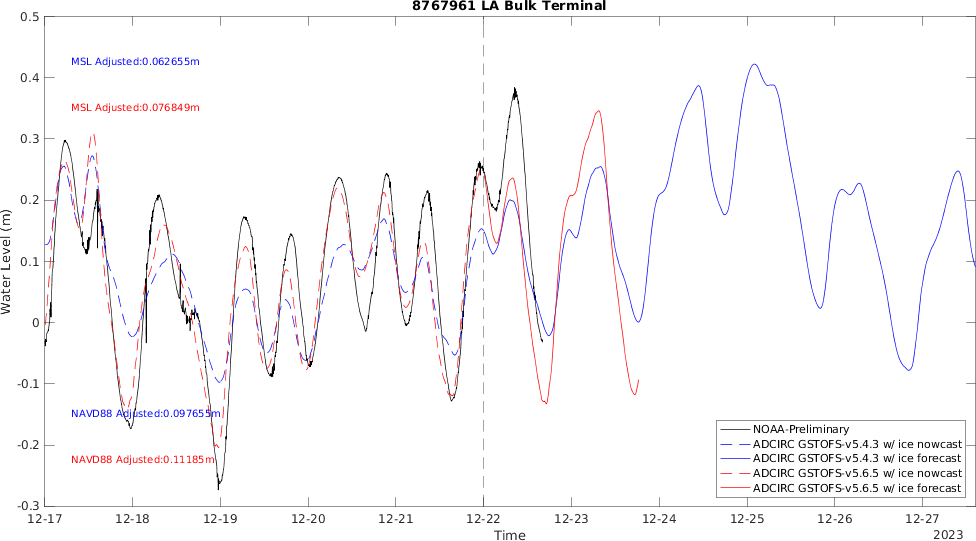 8767961 LA Bulk Terminal
0.5
0.4
0.3
0.2
0.1
0
-0.1
-0.2
-0.3
Water Level (m)
MSL Adjusted:0.062655m
MSL Adjusted:0.076849m
NAVD88 Adjusted:0.097655m
NAVD88 Adjusted:0.11185m
NOAA-Preliminary
ADCIRC GSTOFS-v5.4.3 w/ ice nowcast
ADCIRC GSTOFS-v5.4.3 w/ ice forecast
ADCIRC GSTOFS-v5.6.5 w/ ice nowcast
ADCIRC GSTOFS-v5.6.5 w/ ice forecast
12-17 12-18 12-19 12-20 12-21 12-22 12-23 12-24 12-25 12-26 12-27
Time
2023